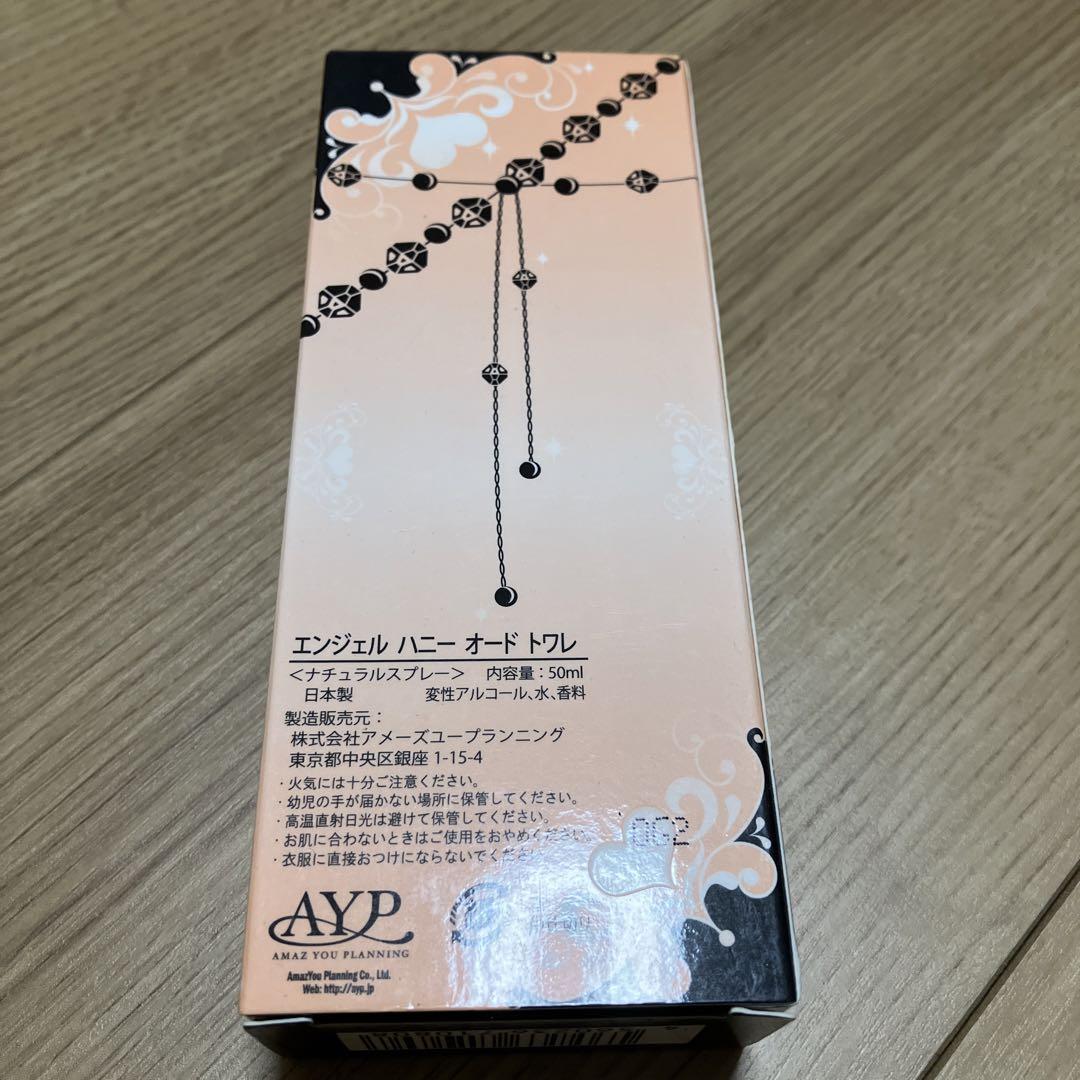 エンジェル ハニー オード トワレ
＜ナチュラルスプレー＞ 内容量：50ml
日本製 変性アルコール、水、香料
製造販売元：
株式会社アメーズユープランニング
東京都中央区銀座 1-15-4
・火気には十分ご注意ください。
・幼児の手が届かない場所に保管してください。
・高温直射日光は避けて保管してください。
・お肌に合わないときはご使用をおやめください。
・衣服に直接おつけにならないでください
AYP
AMAZ YOU PLANNING
AmazYou Planning Co., Ltd.
Web: http://ayp.jp